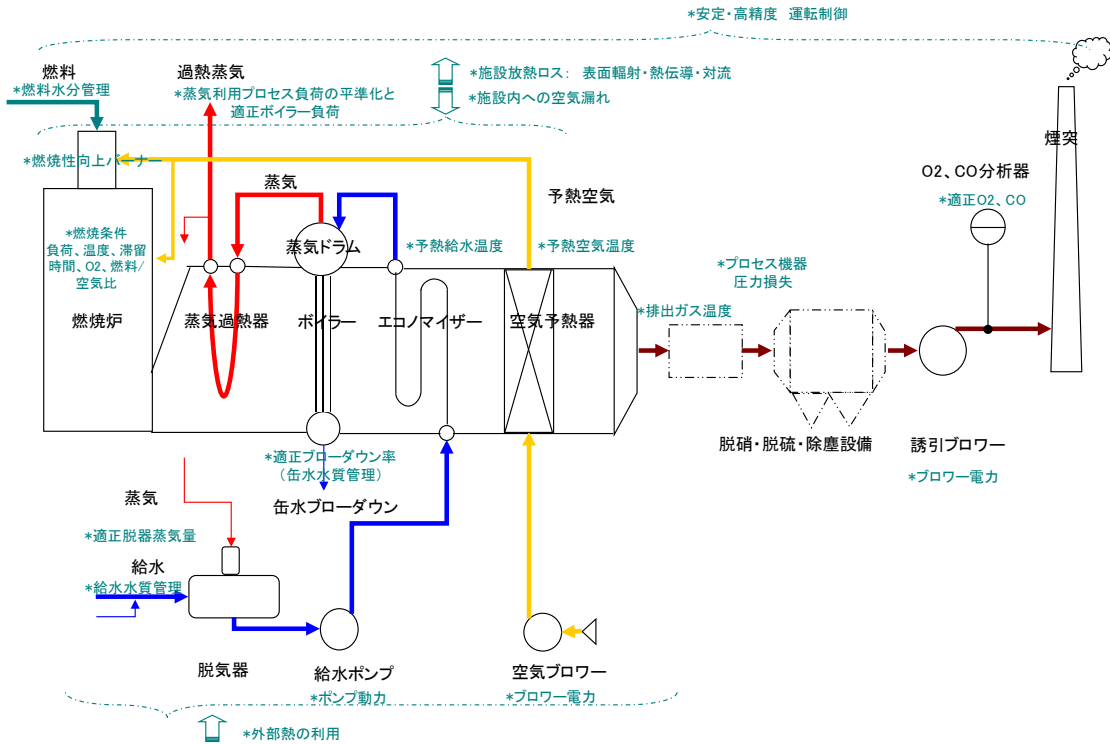 *安定・高精度 運転制御
燃料
*燃料水分管理
過熱蒸気
*蒸気利用プロセス負荷の平準化と
適正ボイラー負荷
*施設放熱ロス: 表面輻射・熱伝導・対流
*施設内への空気漏れ
煙突
*燃焼性向上バーナー
蒸気
予熱空気
O2、CO分析器
*適正O2、CO
*燃焼条件
負荷、温度、滞留
時間、O2、燃料/
空気比
蒸気ドラム
*予熱給水温度
*予熱空気温度
*プロセス機器
圧力損失
*排出ガス温度
燃焼炉
蒸気過熱器
ボイラー
エコノマイザー
空気予熱器
脱硝・脱硫・除塵設備
誘引ブロワー
*ブロワー電力
*適正ブローダウン率
(缶水水質管理)
缶水ブローダウン
蒸気
*適正脱器蒸気量
給水
*給水水質管理
脱気器
給水ポンプ
*ポンプ動力
空気ブロワー
*ブロワー電力
*外部熱の利用